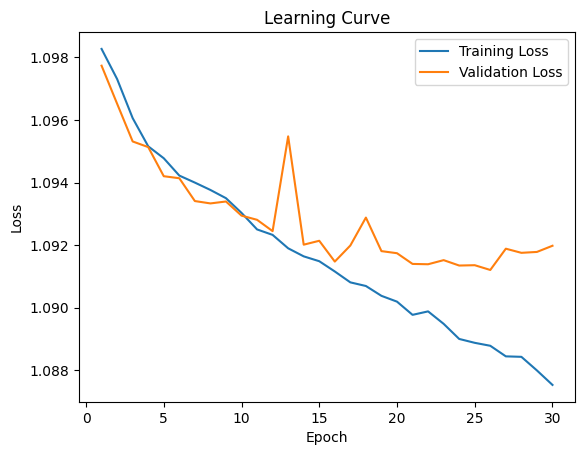 Learning Curve
Training Loss
Validation Loss
1.098
1.096
1.094
1.092
1.090
1.088
Loss
0 5 10 15 20 25 30
Epoch